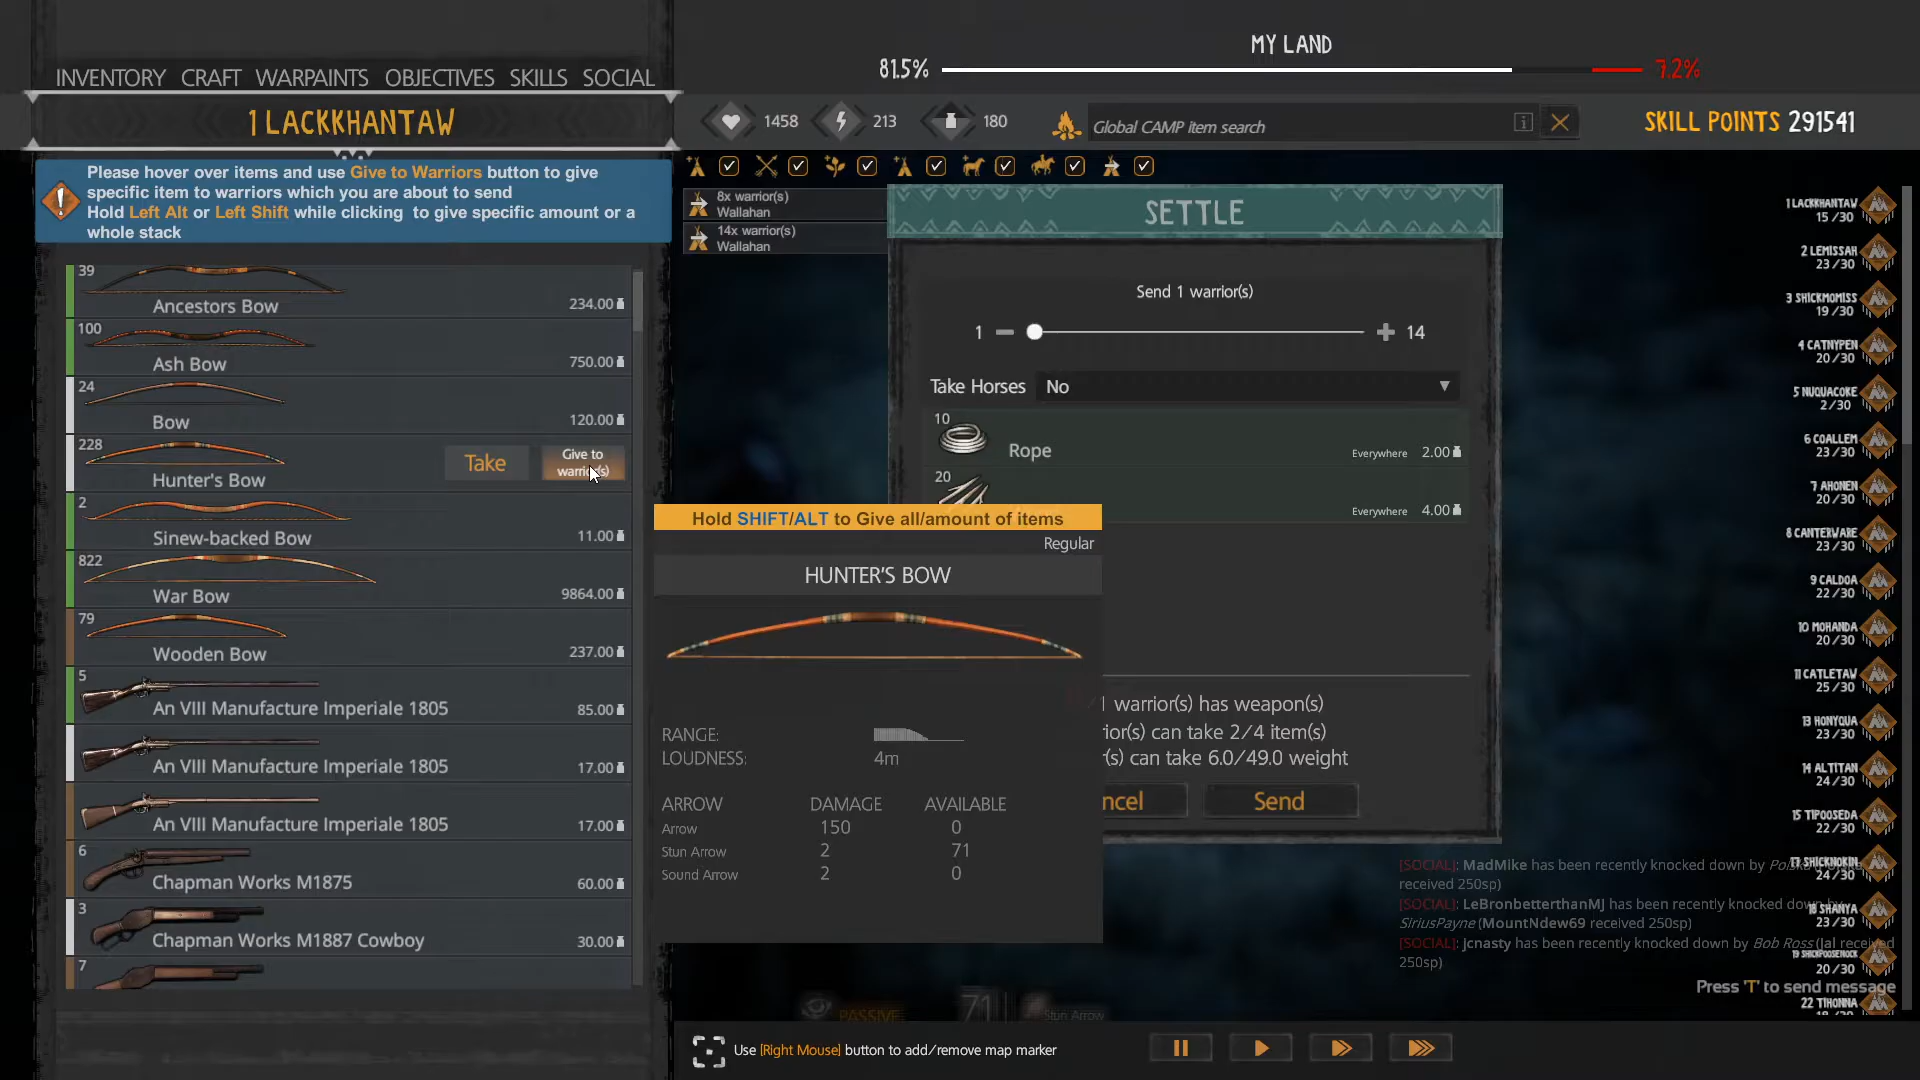 MY LAND
81.5%
7.2%
INVENTORY CRAFT WARPAINTS OBJECTIVES SKILLS SOCIAL
1 LACKKHANTAW
1458
213
180
Global CAMP item search
SKILL POINTS 291541
Please hover over items and use Give to Warriors button to give
specific item to warriors which you are about to send
Hold Left Alt or Left Shift while clicking to give specific amount or a
whole stack
8x warrior(s)
Wallahan
14x warrior(s)
Wallahan
39
Ancestors Bow
234.00
100
Ash Bow
750.00
24
Bow
120.00
228
Hunter's Bow
Take
Give to
warrior(s)
2
Sinew-backed Bow
11.00
822
War Bow
9864.00
79
Wooden Bow
237.00
5
An VIII Manufacture Imperiale 1805
85.00
An VIII Manufacture Imperiale 1805
17.00
An VIII Manufacture Imperiale 1805
17.00
6
Chapman Works M1875
60.00
3
Chapman Works M1887 Cowboy
30.00
7
SETTLE
Send 1 warrior(s)
1
14
Take Horses No
10
Rope
Everywhere 2.00
20
Everywhere 4.00
Hold SHIFT/ALT to Give all/amount of items
Regular
HUNTER'S BOW
RANGE:
LOUDNESS: 4m
ARROW DAMAGE AVAILABLE
Arrow 150 0
Stun Arrow 2 71
Sound Arrow 2 0
/1 warrior(s) has weapon(s)
rior(s) can take 2/4 item(s)
r(s) can take 6.0/49.0 weight
ncel
Send
1 LACKKHANTAW
15/30
2 LEMISSAH
23/30
3 SHICKMOMISS
19/30
4 CATNYPEN
20/30
5 NUQUACOKE
2/30
6 COALLEM
23/30
7 AHONEN
20/30
8 CANTERWARE
23/30
9 CALDOA
22/30
10 MOHANDA
20/30
11 CATLETAW
25/30
13 HONYQUA
23/30
14 ALTITAN
24/30
15 TIPOOSEDA
22/30
17 SHICKNOKIN
24/30
18 SHANYA
23/30
20/30
22 TIHONNA
[SOCIAL]: MadMike has been recently knocked down by
received 250sp)
[SOCIAL]: LeBronbetterthanMJ has been recently knocked down by
SiriusPayne (MountNdew69 received 250sp)
[SOCIAL]: jcnasty has been recently knocked down by Bob Ross (Jal received
250sp)
Press 'T' to send message
PASSIVE
71
Stun Arrow
Use [Right Mouse] button to add/remove map marker